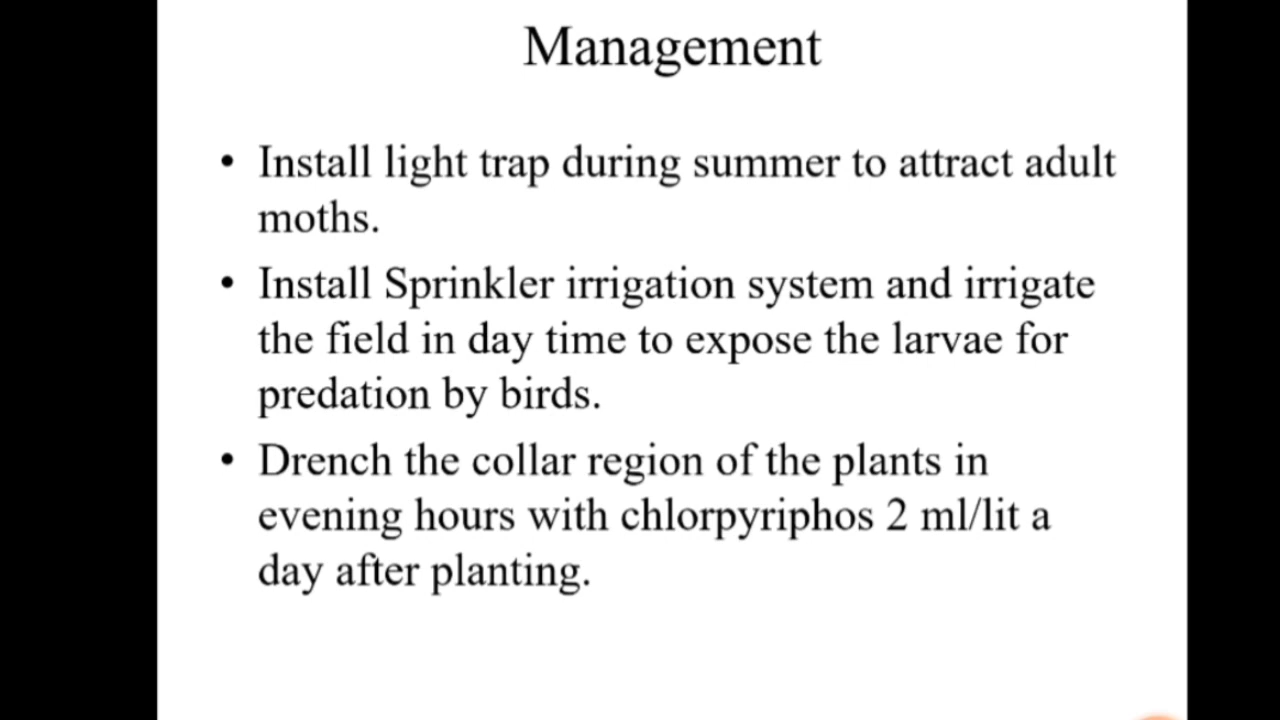 Management
• Install light trap during summer to attract adult
moths.
• Install Sprinkler irrigation system and irrigate
the field in day time to expose the larvae for
predation by birds.
• Drench the collar region of the plants in
evening hours with chlorpyriphos 2 ml/lit a
day after planting.